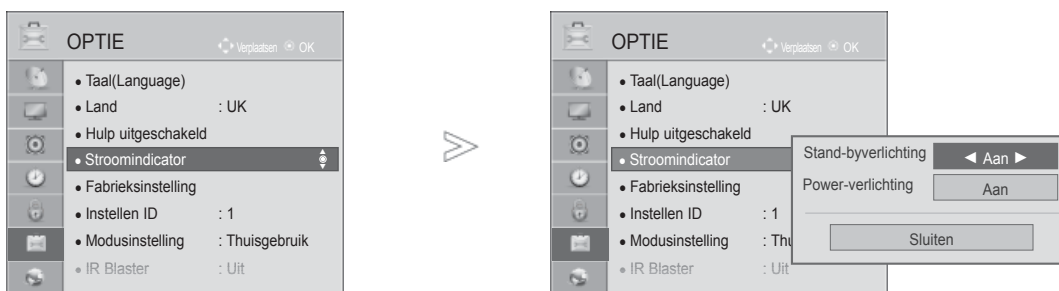 OPTIE Verplaatsen OK
• Taal(Language)
• Land : UK
• Hulp uitgeschakeld
• Stroomindicator
• Fabrieksinstelling
• Instellen ID : 1
• Modusinstelling : Thuisgebruik
• IR Blaster : Uit
OPTIE Verplaatsen OK
• Taal(Language)
• Land : UK
• Hulp uitgeschakeld
• Stroomindicator
• Fabrieksinstelling
• Instellen ID : 1
• Modusinstelling : Thu
• IR Blaster : Uit
Stand-byverlichting ◀ Aan ▶
Power-verlichting Aan
Sluiten